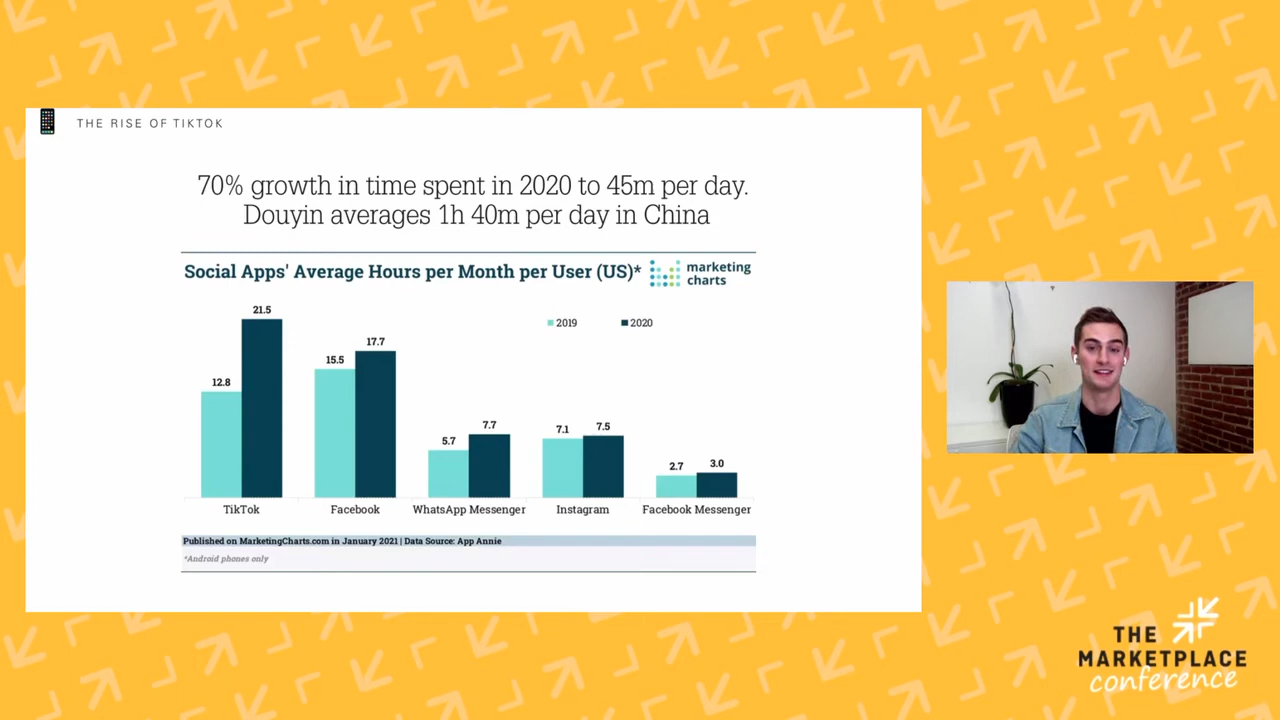 THE RISE OF TIKTOK
70% growth in time spent in 2020 to 45m per day.
Douyin averages 1h 40m per day in China
Social Apps' Average Hours per Month per User (US)*
marketing
charts
2019
2020
12.8
21.5
15.5
17.7
5.7
7.7
7.1
7.5
2.7
3.0
TikTok
Facebook
WhatsApp Messenger
Instagram
Facebook Messenger
Published on MarketingCharts.com in January 2021 | Data Source: App Annie
*Android phones only
THE
MARKETPLACE
conference